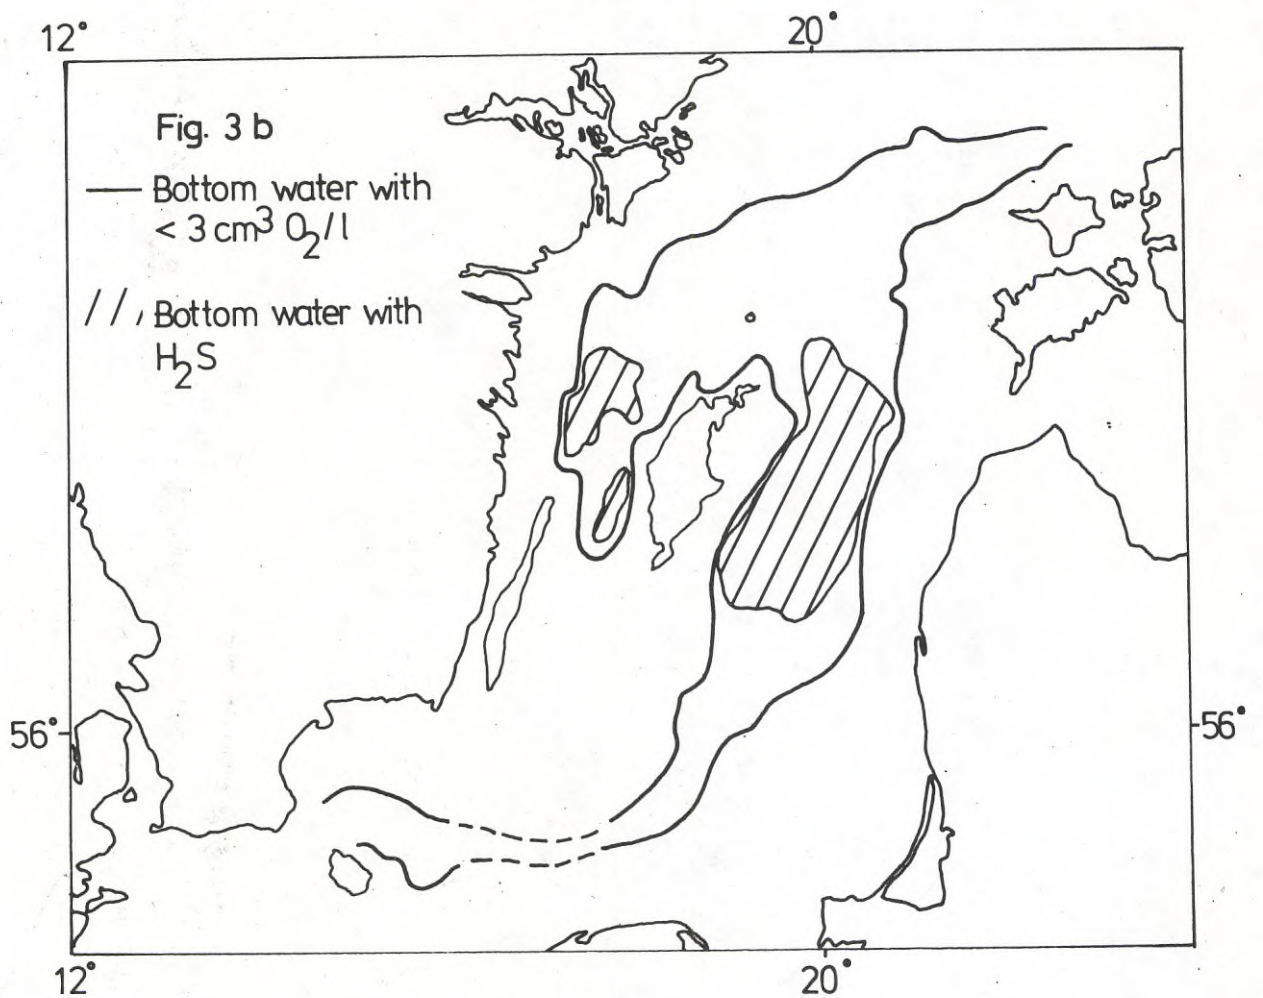 12°
20°
Fig. 3 b
Bottom water with
< 3 cm³ O₂/l
Bottom water with
H₂S
56°
56°
12°
20°